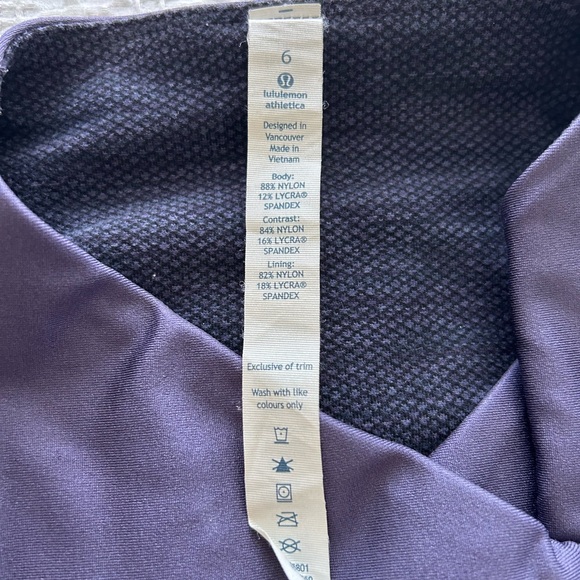 6
lululemon
athletica
Designed in
Vancouver
Made in
Vietnam
Body:
88% NYLON
12% LYCRA®
SPANDEX
Contrast:
84% NYLON
16% LYCRA®
SPANDEX
Lining:
82% NYLON
18% LYCRA®
SPANDEX
Exclusive of trim
Wash with like
colours only